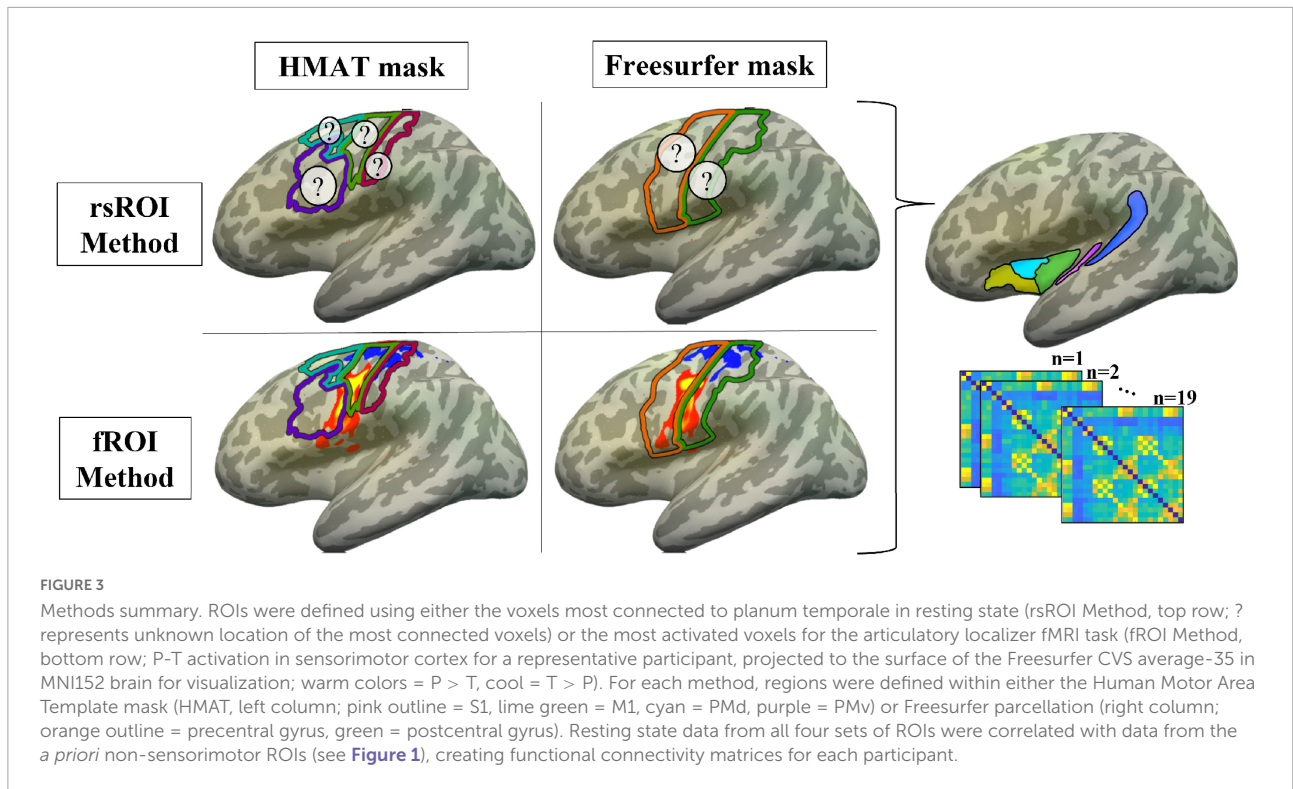 HMAT mask
Freesurfer mask
rsROI
Method
?
?
?
?
?
?
fROI
Method
n=1
n=2
...
n=19
FIGURE 3
Methods summary. ROIs were defined using either the voxels most connected to planum temporale in resting state (rsROI Method, top row; ?
represents unknown location of the most connected voxels) or the most activated voxels for the articulatory localizer fMRI task (fROI Method,
bottom row; P-T activation in sensorimotor cortex for a representative participant, projected to the surface of the Freesurfer CVS average-35 in
MNI152 brain for visualization; warm colors = P > T, cool = T > P). For each method, regions were defined within either the Human Motor Area
Template mask (HMAT, left column; pink outline = S1, lime green = M1, cyan = PMd, purple = PMv) or Freesurfer parcellation (right column;
orange outline = precentral gyrus, green = postcentral gyrus). Resting state data from all four sets of ROIs were correlated with data from the
a priori non-sensorimotor ROIs (see Figure 1), creating functional connectivity matrices for each participant.